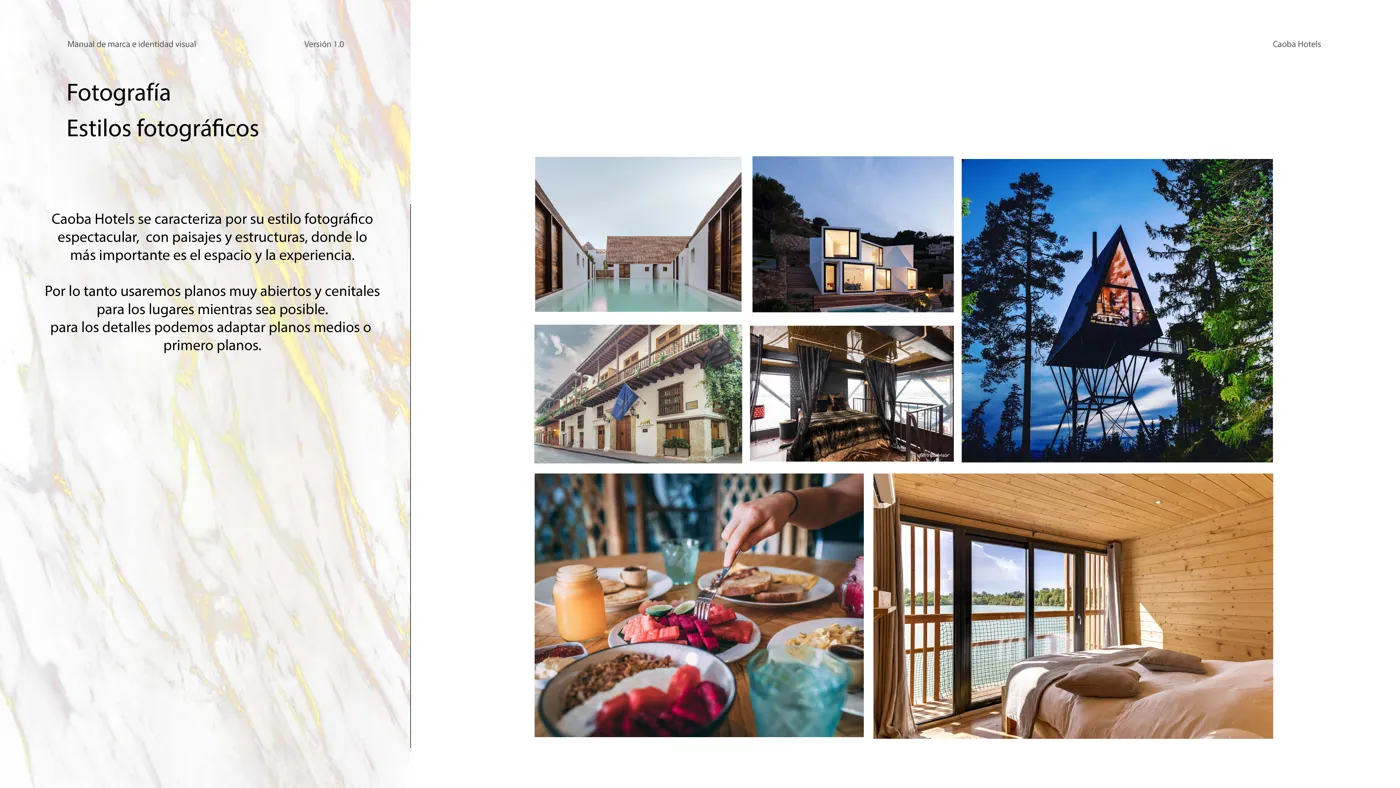 Manual de marca e identidad visual
Versión 1.0
Caoba Hotels
Fotografía
Estilos fotográficos
Caoba Hotels se caracteriza por su estilo fotográfico
espectacular, con paisajes y estructuras, donde lo
más importante es el espacio y la experiencia.
Por lo tanto usaremos planos muy abiertos y cenitales
para los lugares mientras sea posible.
para los detalles podemos adaptar planos medios o
primero planos.